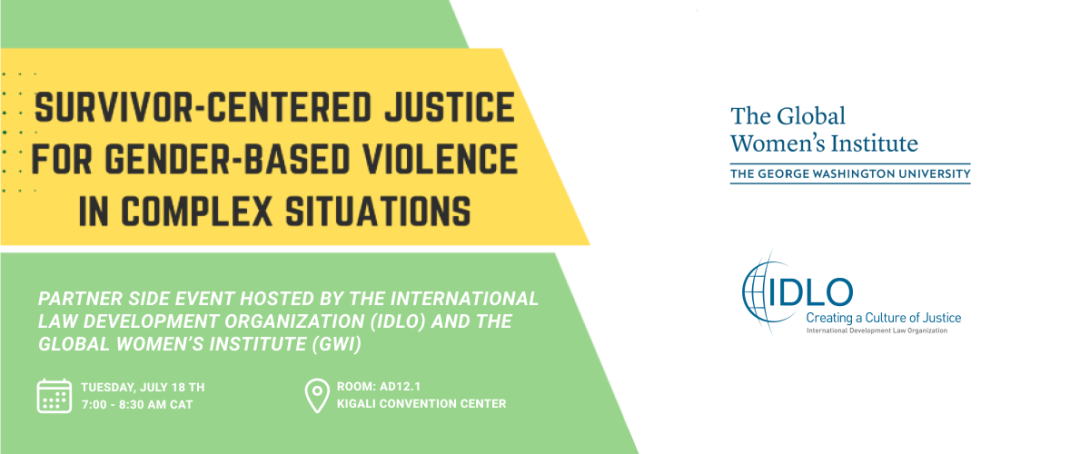 SURVIVOR-CENTERED JUSTICE
FOR GENDER-BASED VIOLENCE
IN COMPLEX SITUATIONS
PARTNER SIDE EVENT HOSTED BY THE INTERNATIONAL
LAW DEVELOPMENT ORGANIZATION (IDLO) AND THE
GLOBAL WOMEN'S INSTITUTE (GWI)
TUESDAY, JULY 18 TH
7:00 - 8:30 AM CAT
ROOM: AD12.1
KIGALI CONVENTION CENTER
The Global
Women's Institute
THE GEORGE WASHINGTON UNIVERSITY
IDLO
Creating a Culture of Justice
International Development Law Organization